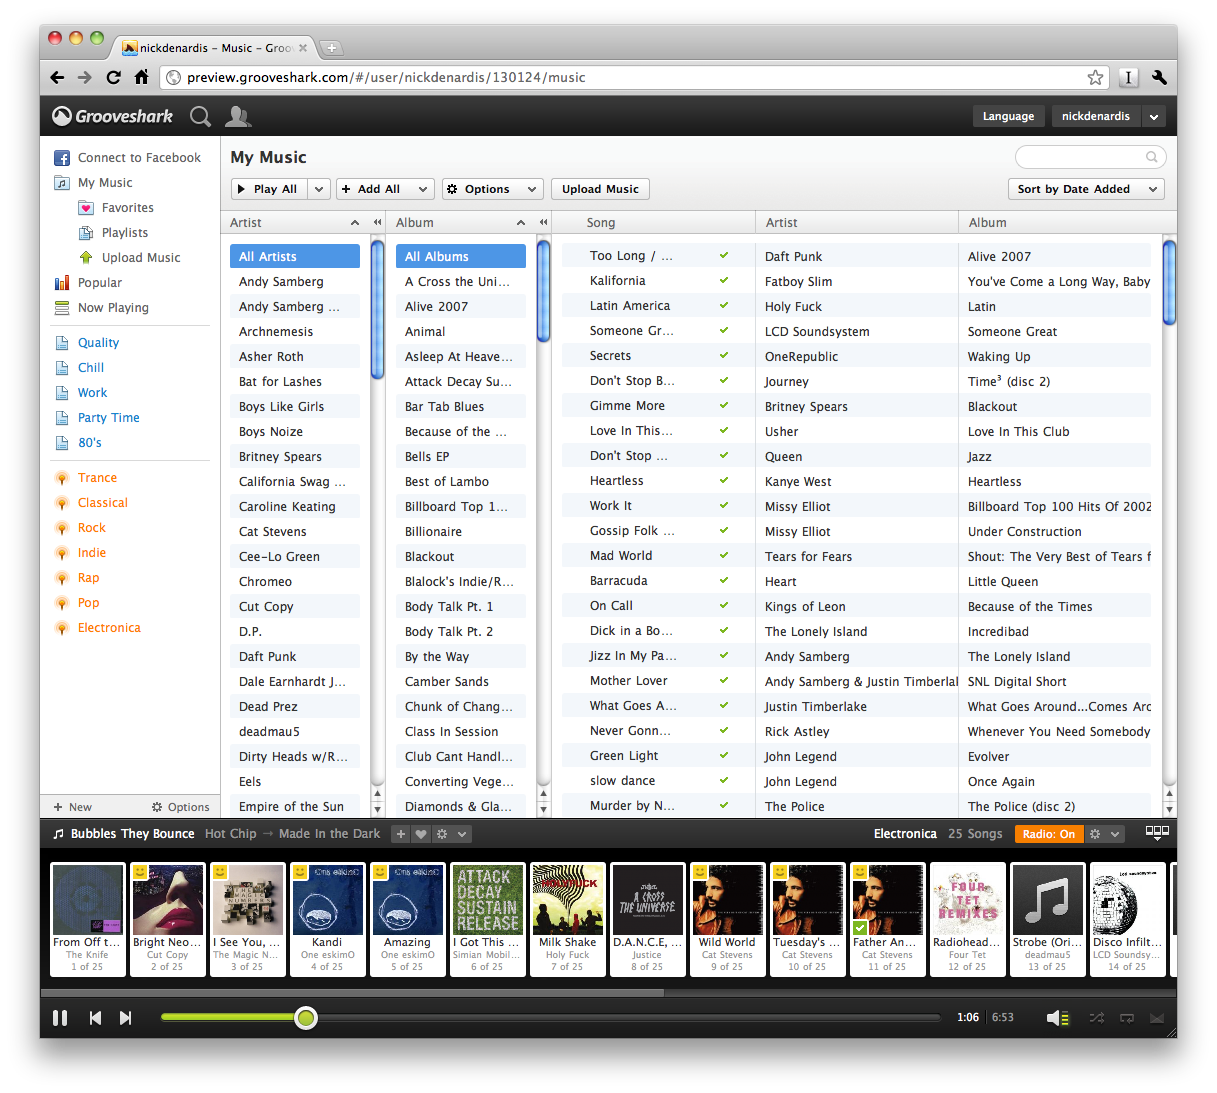 nickdenardis – Music – Groo
preview.grooveshark.com/#/user/nickdenardis/130124/music
Grooveshark
Language
nickdenardis
Connect to Facebook
My Music
Favorites
Playlists
Upload Music
Popular
Now Playing
Quality
Chill
Work
Party Time
80's
Trance
Classical
Rock
Indie
Rap
Pop
Electronica
+ New
Options
My Music
Play All
+ Add All
Options
Upload Music
Sort by Date Added
Artist
All Artists
Andy Samberg
Andy Samberg ...
Archnemesis
Asher Roth
Bat for Lashes
Boys Like Girls
Boys Noize
Britney Spears
California Swag ...
Caroline Keating
Cat Stevens
Cee-Lo Green
Chromeo
Cut Copy
D.P.
Daft Punk
Dale Earnhardt J...
Dead Prez
deadmau5
Dirty Heads w/R...
Eels
Empire of the Sun
Album
All Albums
A Cross the Uni...
Alive 2007
Animal
Asleep At Heave...
Attack Decay Su...
Bar Tab Blues
Because of the ...
Bells EP
Best of Lambo
Billboard Top 1...
Billionaire
Blackout
Blalock's Indie/R...
Body Talk Pt. 1
Body Talk Pt. 2
By the Way
Camber Sands
Chunk of Chang...
Class In Session
Club Cant Handl...
Converting Vege...
Diamonds & Gla...
Song Artist Album
Too Long / ... Daft Punk Alive 2007
Kalifornia Fatboy Slim You've Come a Long Way, Baby
Latin America Holy Fuck Latin
Someone Gr... LCD Soundsystem Someone Great
Secrets OneRepublic Waking Up
Don't Stop B... Journey Time³ (disc 2)
Gimme More Britney Spears Blackout
Love In This... Usher Love In This Club
Don't Stop ... Queen Jazz
Heartless Kanye West Heartless
Work It Missy Elliot Billboard Top 100 Hits Of 2002
Gossip Folk ... Missy Elliot Under Construction
Mad World Tears for Fears Shout: The Very Best of Tears f
Barracuda Heart Little Queen
On Call Kings of Leon Because of the Times
Dick in a Bo... The Lonely Island Incredibad
Jizz In My Pa... Andy Samberg The Lonely Island
Mother Lover Andy Samberg & Justin Timberlal SNL Digital Short
What Goes A... Justin Timberlake What Goes Around...Comes Arc
Never Gonn... Rick Astley Whenever You Need Somebody
Green Light John Legend Evolver
slow dance John Legend Once Again
Murder by N... The Police The Police (disc 2)
Bubbles They Bounce Hot Chip → Made In the Dark
Electronica 25 Songs Radio: On
From Off t...
The Knife
1 of 25
Bright Neo...
Cut Copy
2 of 25
THE MAGIC NUMBERS
I See You, ...
The Magic N...
3 of 25
Kandi
One eskimO
4 of 25
Amazing
One eskimO
5 of 25
ATTACK
DECAY
SUSTAIN
RELEASE
I Got This ...
Simian Mobil...
6 of 25
Milk Shake
Holy Fuck
7 of 25
A CROSS
THE UNIVERSE
D.A.N.C.E, ...
Justice
8 of 25
Wild World
Cat Stevens
9 of 25
Tuesday's ...
Cat Stevens
10 of 25
Father An...
Cat Stevens
11 of 25
FOUR
TET
REMIXES
Radiohead...
Four Tet
12 of 25
Strobe (Ori...
deadmau5
13 of 25
lcd soundsystem
Disco Infilt...
LCD Soundsy...
14 of 25
1:06 6:53